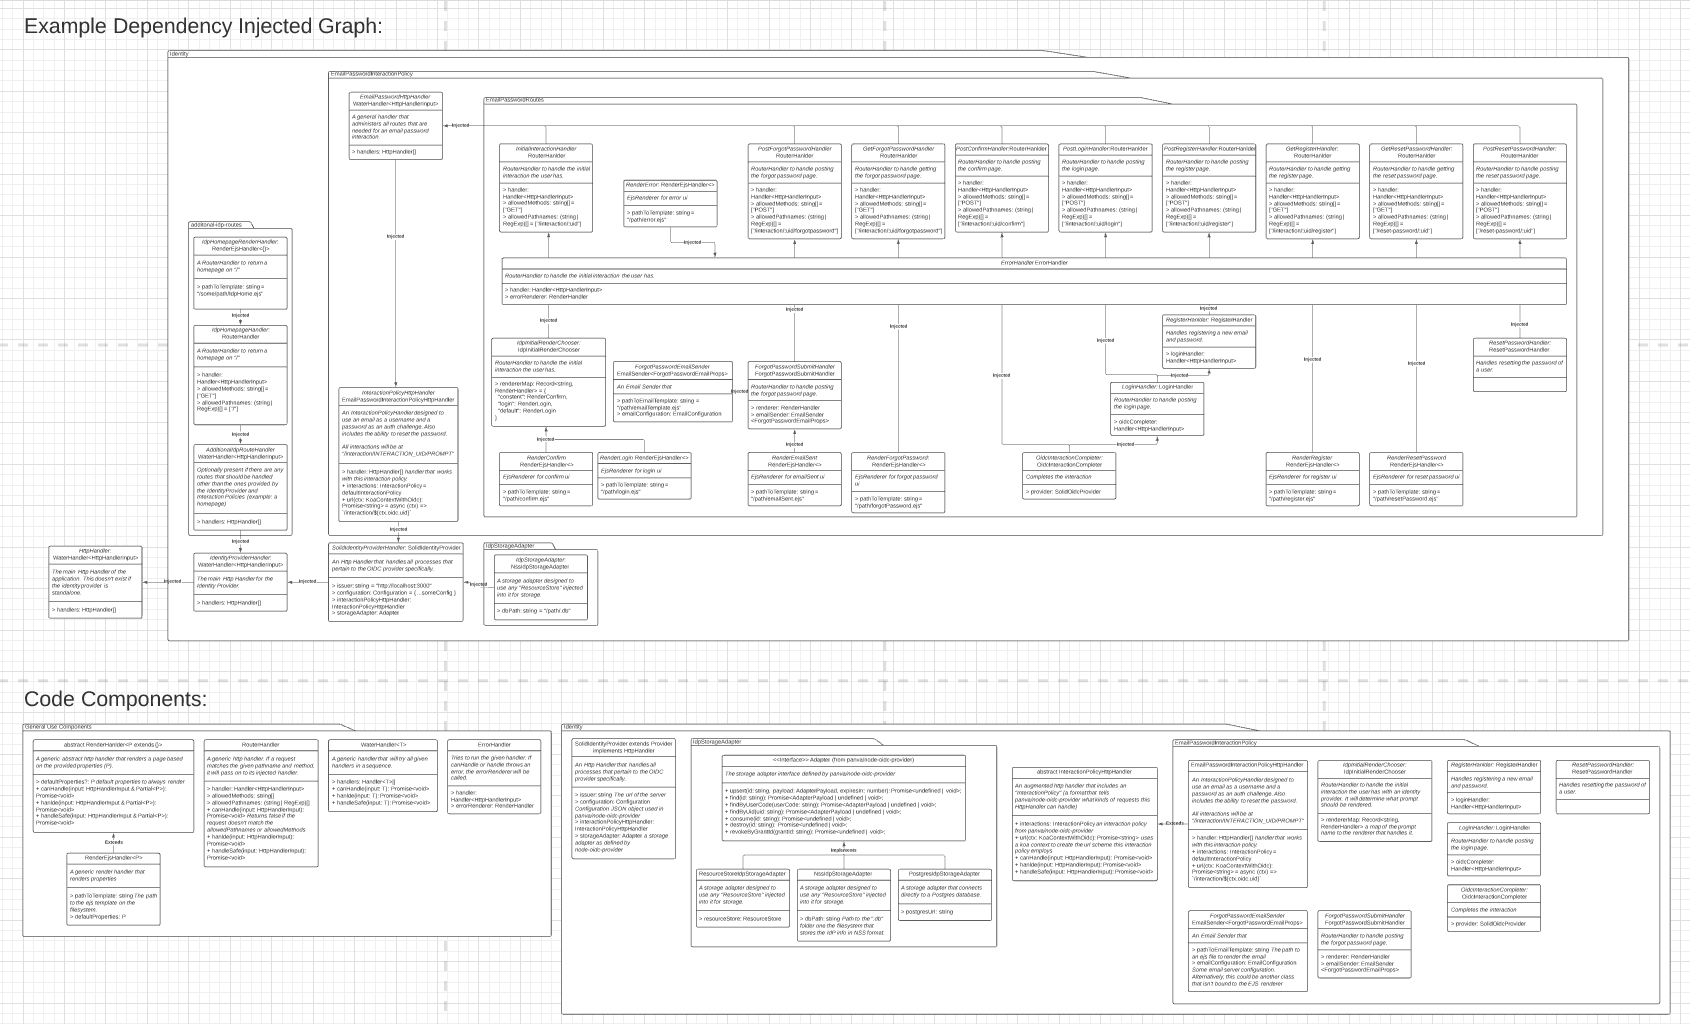 Example Dependency Injected Graph:
Identity
EmailPasswordInteractionPolicy
EmailPasswordHttpHandler
WaterHandler<HttpHandlerInput>
A general handler that
administers all routes that are
needed for an email password
interaction.
> handlers: HttpHandler[]
EmailPasswordRoutes
Injected
InitialInteractionHandler
RouterHanlder
RouterHandler to handle the initial
interaction the user has.
> handler:
Handler<HttpHandlerInput>
> allowedMethods: string[] =
["GET"]
> allowedPathnames: (string |
RegExp)[] = ["/interaction/:uid"]
RenderError: RenderEjsHandler<>
EjsRenderer for error ui
> pathToTemplate: string =
"/path/error.ejs"
Injected
PostForgotPasswordHandler
RouterHanlder
RouterHandler to handle posting
the forgot password page.
> handler:
Handler<HttpHandlerInput>
> allowedMethods: string[] =
["POST"]
> allowedPathnames: (string |
RegExp)[] =
["/interaction/:uid/forgotpassword"]
GetForgotPasswordHandler
RouterHanlder
RouterHandler to handle getting
the forgot password page.
> handler:
Handler<HttpHandlerInput>
> allowedMethods: string[] =
["GET"]
> allowedPathnames: (string |
RegExp)[] =
["/interaction/:uid/forgotpassword"]
PostConfirmHandler:RouterHanlder
RouterHandler to handle posting
the confirm page.
> handler:
Handler<HttpHandlerInput>
> allowedMethods: string[] =
["POST"]
> allowedPathnames: (string |
RegExp)[] =
["/interaction/:uid/confirm"]
PostLoginHandler:RouterHanlder
RouterHandler to handle posting
the login page.
> handler:
Handler<HttpHandlerInput>
> allowedMethods: string[] =
["POST"]
> allowedPathnames: (string |
RegExp)[] =
["/interaction/:uid/login"]
PostRegisterHandler:RouterHanlder
RouterHandler to handle posting
the register page.
> handler:
Handler<HttpHandlerInput>
> allowedMethods: string[] =
["POST"]
> allowedPathnames: (string |
RegExp)[] =
["/interaction/:uid/register"]
GetRegisterHandler:
RouterHanlder
RouterHandler to handle getting
the register page.
> handler:
Handler<HttpHandlerInput>
> allowedMethods: string[] =
["GET"]
> allowedPathnames: (string |
RegExp)[] =
["/interaction/:uid/register"]
GetResetPasswordHandler:
RouterHanlder
RouterHandler to handle getting
the reset password page.
> handler:
Handler<HttpHandlerInput>
> allowedMethods: string[] =
["GET"]
> allowedPathnames: (string |
RegExp)[] =
["/reset-password/:uid"]
PostResetPasswordHandler:
RouterHanlder
RouterHandler to handle posting
the reset password page.
> handler:
Handler<HttpHandlerInput>
> allowedMethods: string[] =
["POST"]
> allowedPathnames: (string |
RegExp)[] =
["/reset-password/:uid"]
ErrorHandler:ErrorHandler
RouterHandler to handle the initial interaction the user has.
> handler: Handler<HttpHandlerInput>
> errorRenderer: RenderHandler
Injected
Injected
Injected
Injected
Injected
Injected
Injected
Injected
Injected
IdpInitialRenderChooser:
IdpInitialRenderChooser
RouterHandler to handle the initial
interaction the user has.
> rendererMap: Record<string,
RenderHandler> = {
"constent": RenderConfirm,
"login": RenderLogin,
"default": RenderLogin
}
ForgotPasswordEmailSender
EmailSender<ForgotPasswordEmailProps>
An Email Sender that
> pathToEmailTemplate: string =
"/path/emailTemplate.ejs"
> emailConfiguration: EmailConfiguration
Injected
ForgotPasswordSubmitHandler
ForgotPasswordSubmitHandler
RouterHandler to handle posting
the forgot password page.
> renderer: RenderHandler
> emailSender: EmailSender
<ForgotPasswordEmailProps>
Injected
RegisterHanlder: RegisterHandler
Handles registering a new email
and password.
> loginHandler:
Handler<HttpHandlerInput>
Injected
LoginHandler: LoginHandler
RouterHandler to handle posting
the login page.
> oidcCompleter:
Handler<HttpHandlerInput>
Injected
ResetPasswordHandler:
ResetPasswordHandler
Handles resetting the password of
a user.
Injected
RenderConfirm
RenderEjsHandler<>
EjsRenderer for confirm ui
> pathToTemplate: string =
"/path/confirm.ejs"
RenderLogin RenderEjsHandler<>
EjsRenderer for login ui
> pathToTemplate: string =
"/path/login.ejs"
RenderEmailSent
RenderEjsHandler<>
EjsRenderer for emailSent ui
> pathToTemplate: string =
"/path/emailSent.ejs"
RenderForgotPassword:
RenderEjsHandler<>
EjsRenderer for forgot password
ui
> pathToTemplate: string =
"/path/forgotPassword.ejs"
OidcInteractionCompleter:
OidcInteractionCompleter
Completes the interaction
> provider: SolidOidcProvider
RenderRegister
RenderEjsHandler<>
EjsRenderer for register ui
> pathToTemplate: string =
"/path/register.ejs"
RenderResetPassword
RenderEjsHandler<>
EjsRenderer for reset password ui
> pathToTemplate: string =
"/path/resetPassword.ejs"
Injected
InteractionPolicyHttpHandler
EmailPasswordInteractionPolicyHttpHandler
An InteractionPolicyHandler designed to
use an email as a username and a
password as an auth challenge. Also
includes the ability to reset the password.
All interactions will be at
"/interaction/INTERACTION_UID/PROMPT"
> handler: HttpHandler[] handler that works
with this interaction policy.
+ interactions: InteractionPolicy =
defaultInteractionPolicy
+ url(ctx: KoaContextWithOidc):
Promise<string> = async (ctx) =>
`/interaction/${ctx.oidc.uid}`
Injected
additonal-idp-routes
IdpHomepageRenderHandler:
RenderEjsHandler<{}>
A RouterHandler to return a
homepage on "/"
> pathToTemplate: string =
"/some/path/idpHome.ejs"
Injected
IdpHomepageHandler:
RouterHandler
A RouterHandler to return a
homepage on "/"
> handler:
Handler<HttpHandlerInput>
> allowedMethods: string[] =
["GET"]
> allowedPathnames: (string |
RegExp)[] = ["/"]
Injected
AdditionalIdpRouteHandler
WaterHandler<HttpHandlerInput>
Optionally present if there are any
routes that should be handled
other than the ones provided by
the IdentityProvider and
Interaction Policies (example: a
homepage)
> handlers: HttpHandler[]
Injected
HttpHandler:
WaterHandler<HttpHandlerInput>
The main Http Handler of the
application. This doesn't exist if
the identity provider is
standalone.
> handlers: HttpHandler[]
Injected
IdentityProviderHandler:
WaterHandler<HttpHandlerInput>
The main Http Handler for the
Identity Provider.
> handlers: HttpHandler[]
Injected
SolidIdentityProviderHandler: SolidIdentityProvider
An Http Handler that handles all processes that
pertain to the OIDC provider specifically.
> issuer: string = "http://localhost:3000"
> configuration: Configuration = {...someConfig }
> interactionPolicyHttpHandler:
InteractionPolicyHttpHandler
> storageAdapter: Adapter
Injected
IdpStorageAdapter
IdpStorageAdapter:
NssIdpStorageAdapter
A storage adapter designed to
use any "ResourceStore" injected
into it for storage.
> dbPath: string = "/path/.db"
Code Components:
General Use Components
abstract RenderHanlder<P extends {}>
A generic abstract http handler that renders a page
based on the provided properties (P).
> defaultProperties?: P default properties to always render
+ canHandle(input: HttpHandlerInput & Partial<P>):
Promise<void>
+ handle(input: HttpHandlerInput & Partial<P>):
Promise<void>
+ handleSafe(input: HttpHandlerInput & Partial<P>):
Promise<void>
Extends
RenderEjsHandler<P>
A generic render handler that
renders properties
> pathToTemplate: string The path
to the ejs template on the
filesystem.
> defaultProperties: P
RouterHandler
A generic http handler. If a request
matches the given pathname and method,
it will pass on to its injected handler.
> handler: Handler<HttpHandlerInput>
> allowedMethods: string[]
> allowedPathnames: (string | RegExp)[]
+ canHandle(input: HttpHandlerInput):
Promise<void> Returns false if the
request doesn't match the
allowedPathnames or allowedMethods
+ handle(input: HttpHandlerInput):
Promise<void>
+ handleSafe(input: HttpHandlerInput):
Promise<void>
WaterHandler<T>
A generic handler that will try all given
handlers in a sequence.
> handlers: Handler<T>[]
+ canHandle(input: T): Promise<void>
+ handle(input: T): Promise<void>
+ handleSafe(input: T): Promise<void>
ErrorHandler
Tries to run the given handler. If
canHandle or handle throws an
error, the errorRenderer will be
called.
> handler:
Handler<HttpHandlerInput>
> errorRenderer: RenderHandler
Identity
SolidIdentityProvider extends Provider
implements HttpHandler
An Http Handler that handles all
processes that pertain to the OIDC
provider specifically.
> issuer: string The url of the server
> configuration: Configuration
Configuration JSON object used in
panva/node-oidc-provider
> interactionPolicyHttpHandler:
InteractionPolicyHttpHandler
> storageAdapter: Adapter a storage
adapter as defined by
node-oidc-provider
IdpStorageAdapter
<<Interface>> Adapter (from panva/node-oidc-provider)
The storage adapter interface defined by panva/node-oidc-provider
+ upsert(id: string, payload: AdapterPayload, expiresIn: number): Promise<undefined | void>;
+ find(id: string): Promise<AdapterPayload | undefined | void>;
+ findByUserCode(userCode: string): Promise<AdapterPayload | undefined | void>;
+ findByUid(uid: string): Promise<AdapterPayload | undefined | void>;
+ consume(id: string): Promise<undefined | void>;
+ destroy(id: string): Promise<undefined | void>;
+ revokeByGrantId(grantId: string): Promise<undefined | void>;
Implements
ResourceStoreIdpStorageAdapter
A storage adapter designed to
use any "ResourceStore" injected
into it for storage.
> resourceStore: ResourceStore
NssIdpStorageAdapter
A storage adapter designed to
use any "ResourceStore" injected
into it for storage.
> dbPath: string Path to the ".db"
folder one the filesystem that
stores the IdP info in NSS format.
PostgresIdpStorageAdapter
A storage adapter that connects
directly to a Postgres database.
> postgresUrl: string
abstract InteractionPolicyHttpHandler
An augmented http handler that includes an
"InteractionPolicy" (a format that tells
panva/node-oidc-provider what kinds of requests this
HttpHandler can handle)
+ interactions: InteractionPolicy an interaction policy
from panva/node-oidc-provider
+ url(ctx: KoaContextWithOidc): Promise<string> uses
a koa context to create the url scheme this interaction
policy employs
+ canHandle(input: HttpHandlerInput): Promise<void>
+ handle(input: HttpHandlerInput): Promise<void>
+ handleSafe(input: HttpHandlerInput): Promise<void>
Extends
EmailPasswordInteractionPolicy
EmailPasswordInteractionPolicyHttpHandler
An InteractionPolicyHandler designed to
use an email as a username and a
password as an auth challenge. Also
includes the ability to reset the password.
All interactions will be at
"/interaction/INTERACTION_UID/PROMPT"
> handler: HttpHandler[] handler that works
with this interaction policy.
+ interactions: InteractionPolicy =
defaultInteractionPolicy
+ url(ctx: KoaContextWithOidc):
Promise<string> = async (ctx) =>
`/interaction/${ctx.oidc.uid}`
IdpInitialRenderChooser:
IdpInitialRenderChooser
RouterHandler to handle the initial
interaction the user has with an identity
provider. It will determine what prompt
should be rendered.
> renderMap: Record<string,
RenderHandler> a map of the prompt
name to the renderer that handles it.
RegisterHanlder: RegisterHandler
Handles registering a new email
and password.
> loginHandler:
Handler<HttpHandlerInput>
ResetPasswordHandler:
ResetPasswordHandler
Handles resetting the password of
a user.
LoginHandler: LoginHandler
RouterHandler to handle posting
the login page.
> oidcCompleter:
Handler<HttpHandlerInput>
OidcInteractionCompleter:
OidcInteractionCompleter
Completes the interaction
> provider: SolidOidcProvider
ForgotPasswordEmailSender
EmailSender<ForgotPasswordEmailProps>
An Email Sender that
> pathToEmailTemplate: string The path to
an ejs file to render the email
> emailConfiguration: EmailConfiguration
Some email server configuration.
Alternatively, this could be another class
that isn't bound to the EJS renderer
ForgotPasswordSubmitHandler
ForgotPasswordSubmitHandler
RouterHandler to handle posting
the forgot password page.
> renderer: RenderHandler
> emailSender: EmailSender
<ForgotPasswordEmailProps>